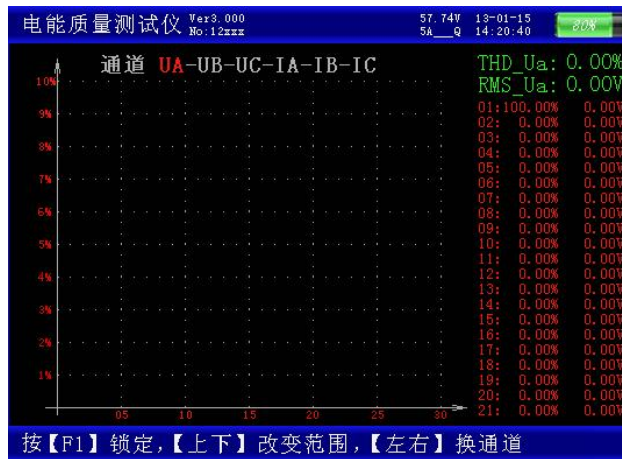 电能质量测试仪 Ver3.000 57.74V 13-01-15 80%
No:12xxx 5A__Q 14:20:40
通道 UA-UB-UC-IA-IB-IC
THD_Ua: 0.00%
RMS_Ua: 0.00V
10%
9%
8%
7%
6%
5%
4%
3%
2%
1%
05 10 15 20 25 30
01:100.00% 0.00V
02: 0.00% 0.00V
03: 0.00% 0.00V
04: 0.00% 0.00V
05: 0.00% 0.00V
06: 0.00% 0.00V
07: 0.00% 0.00V
08: 0.00% 0.00V
09: 0.00% 0.00V
10: 0.00% 0.00V
11: 0.00% 0.00V
12: 0.00% 0.00V
13: 0.00% 0.00V
14: 0.00% 0.00V
15: 0.00% 0.00V
16: 0.00% 0.00V
17: 0.00% 0.00V
18: 0.00% 0.00V
19: 0.00% 0.00V
20: 0.00% 0.00V
21: 0.00% 0.00V
按【F1】锁定,【上下】改变范围,【左右】换通道